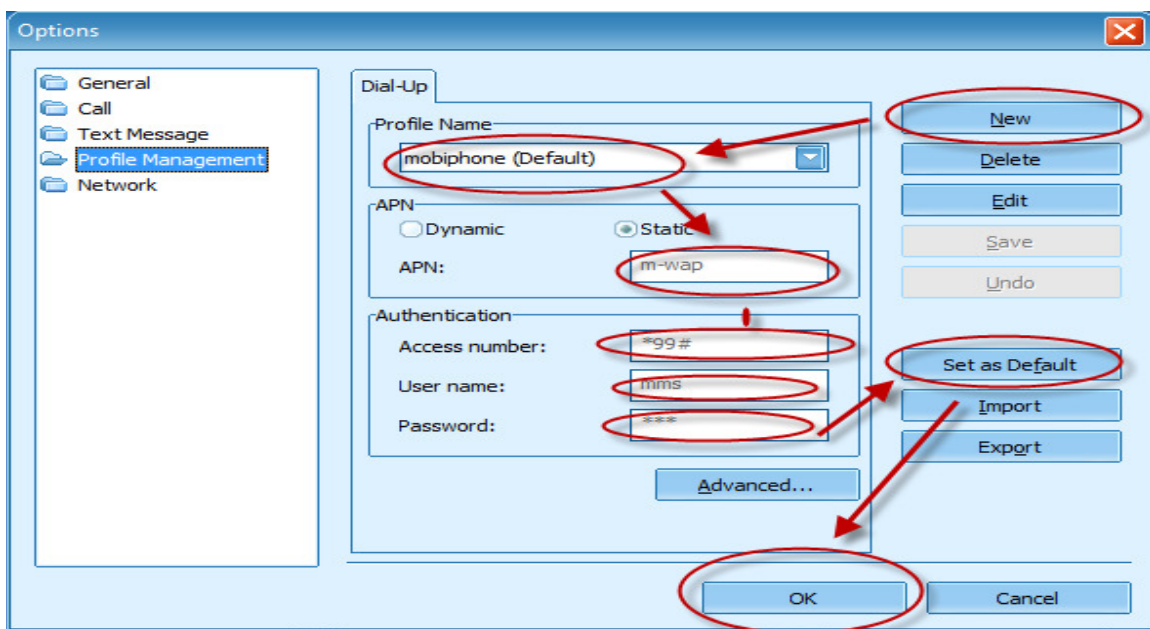 Options
General
Call
Text Message
Profile Management
Network
Dial-Up
Profile Name
mobiphone (Default)
APN
Dynamic
Static
APN:
m-wap
Authentication
Access number:
*99#
User name:
mms
Password:
***
Advanced...
New
Delete
Edit
Save
Undo
Set as Default
Import
Export
OK
Cancel